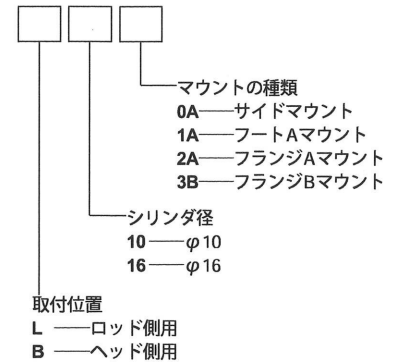 マウントの種類
0A──サイドマウント
1A──フートAマウント
2A──フランジAマウント
3B──フランジBマウント
シリンダ径
10──φ10
16──φ16
取付位置
L──ロッド側用
B──ヘッド側用